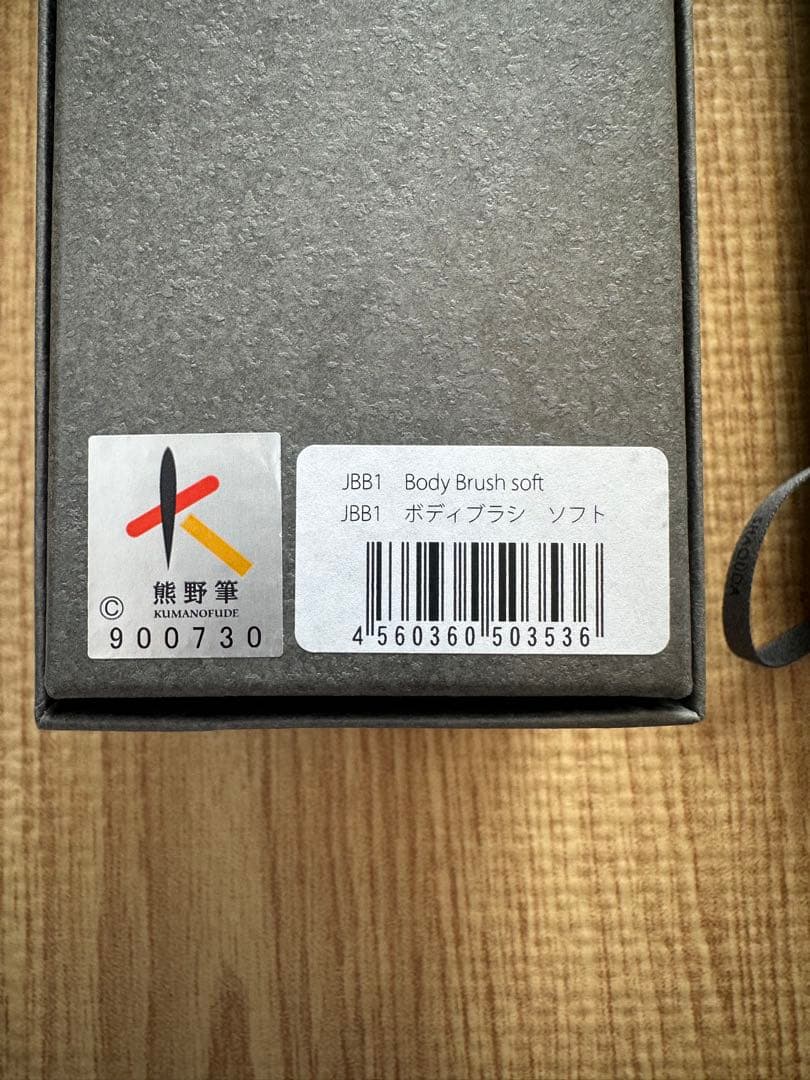 熊野筆
KUMANOFUDE
©
900730
JBB1 Body Brush soft
JBB1 ボディブラシ ソフト
4 560360 503536